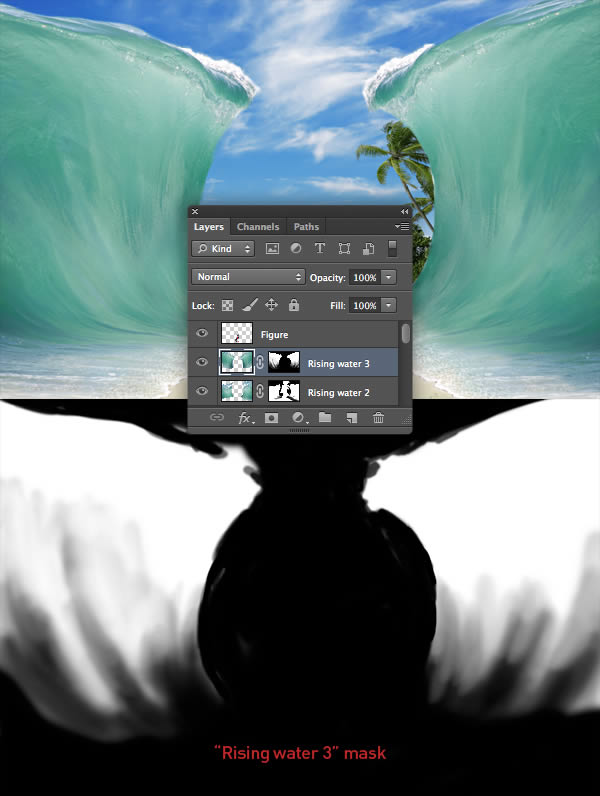 Layers Channels Paths
Kind T
Normal Opacity: 100%
Lock: Fill: 100%
Figure
Rising water 3
Rising water 2
fx
“Rising water 3” mask